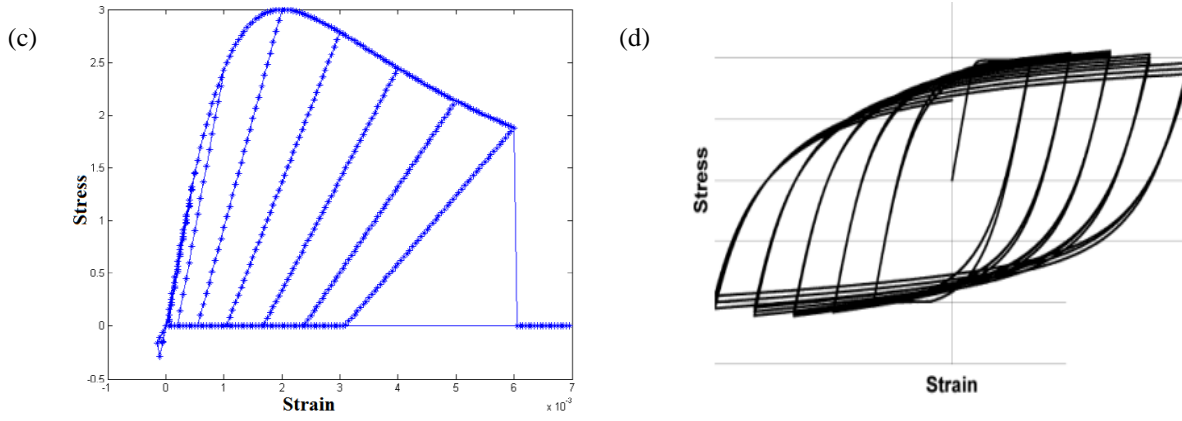 (c)
Stress
3
2.5
2
1.5
1
0.5
0
-0.5
-1 0 1 2 3 4 5 6 7
Strain
x 10⁻³
(d)
Stress
Strain